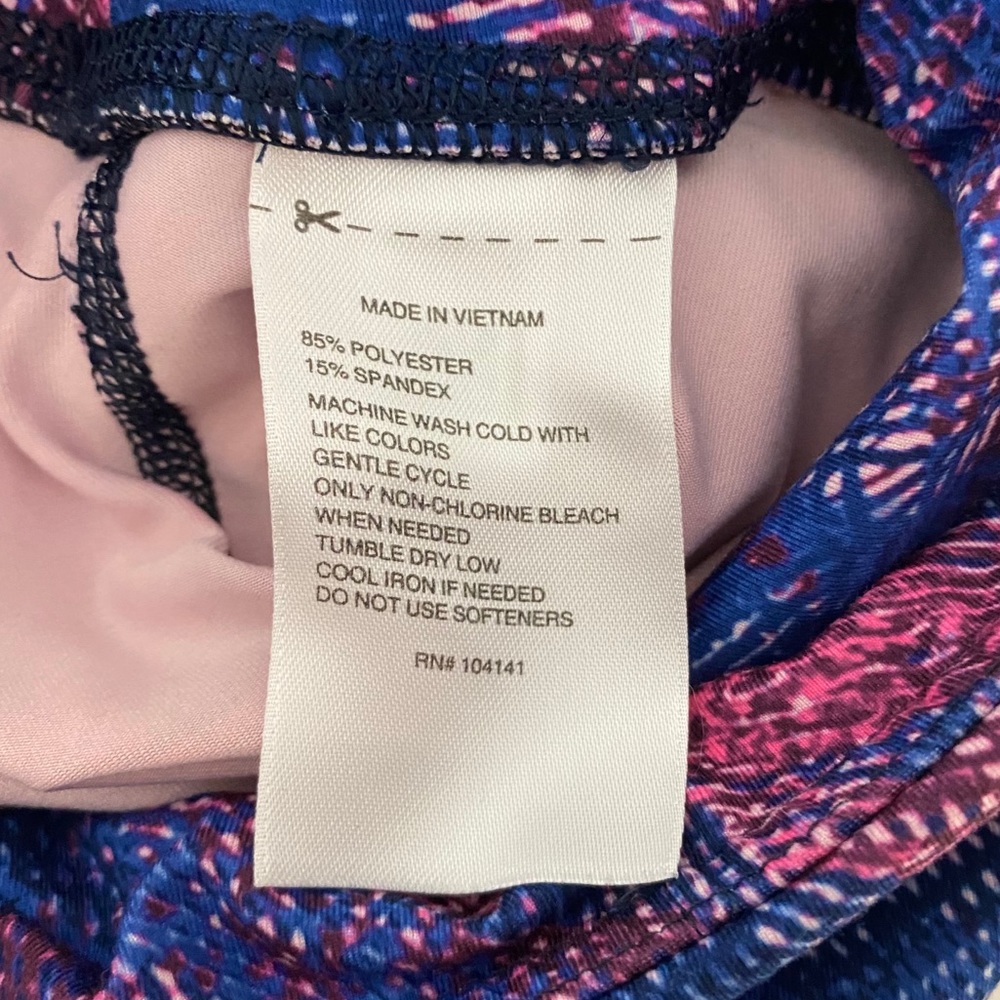 MADE IN VIETNAM
85% POLYESTER
15% SPANDEX
MACHINE WASH COLD WITH
LIKE COLORS
GENTLE CYCLE
ONLY NON-CHLORINE BLEACH
WHEN NEEDED
TUMBLE DRY LOW
COOL IRON IF NEEDED
DO NOT USE SOFTENERS
RN# 104141